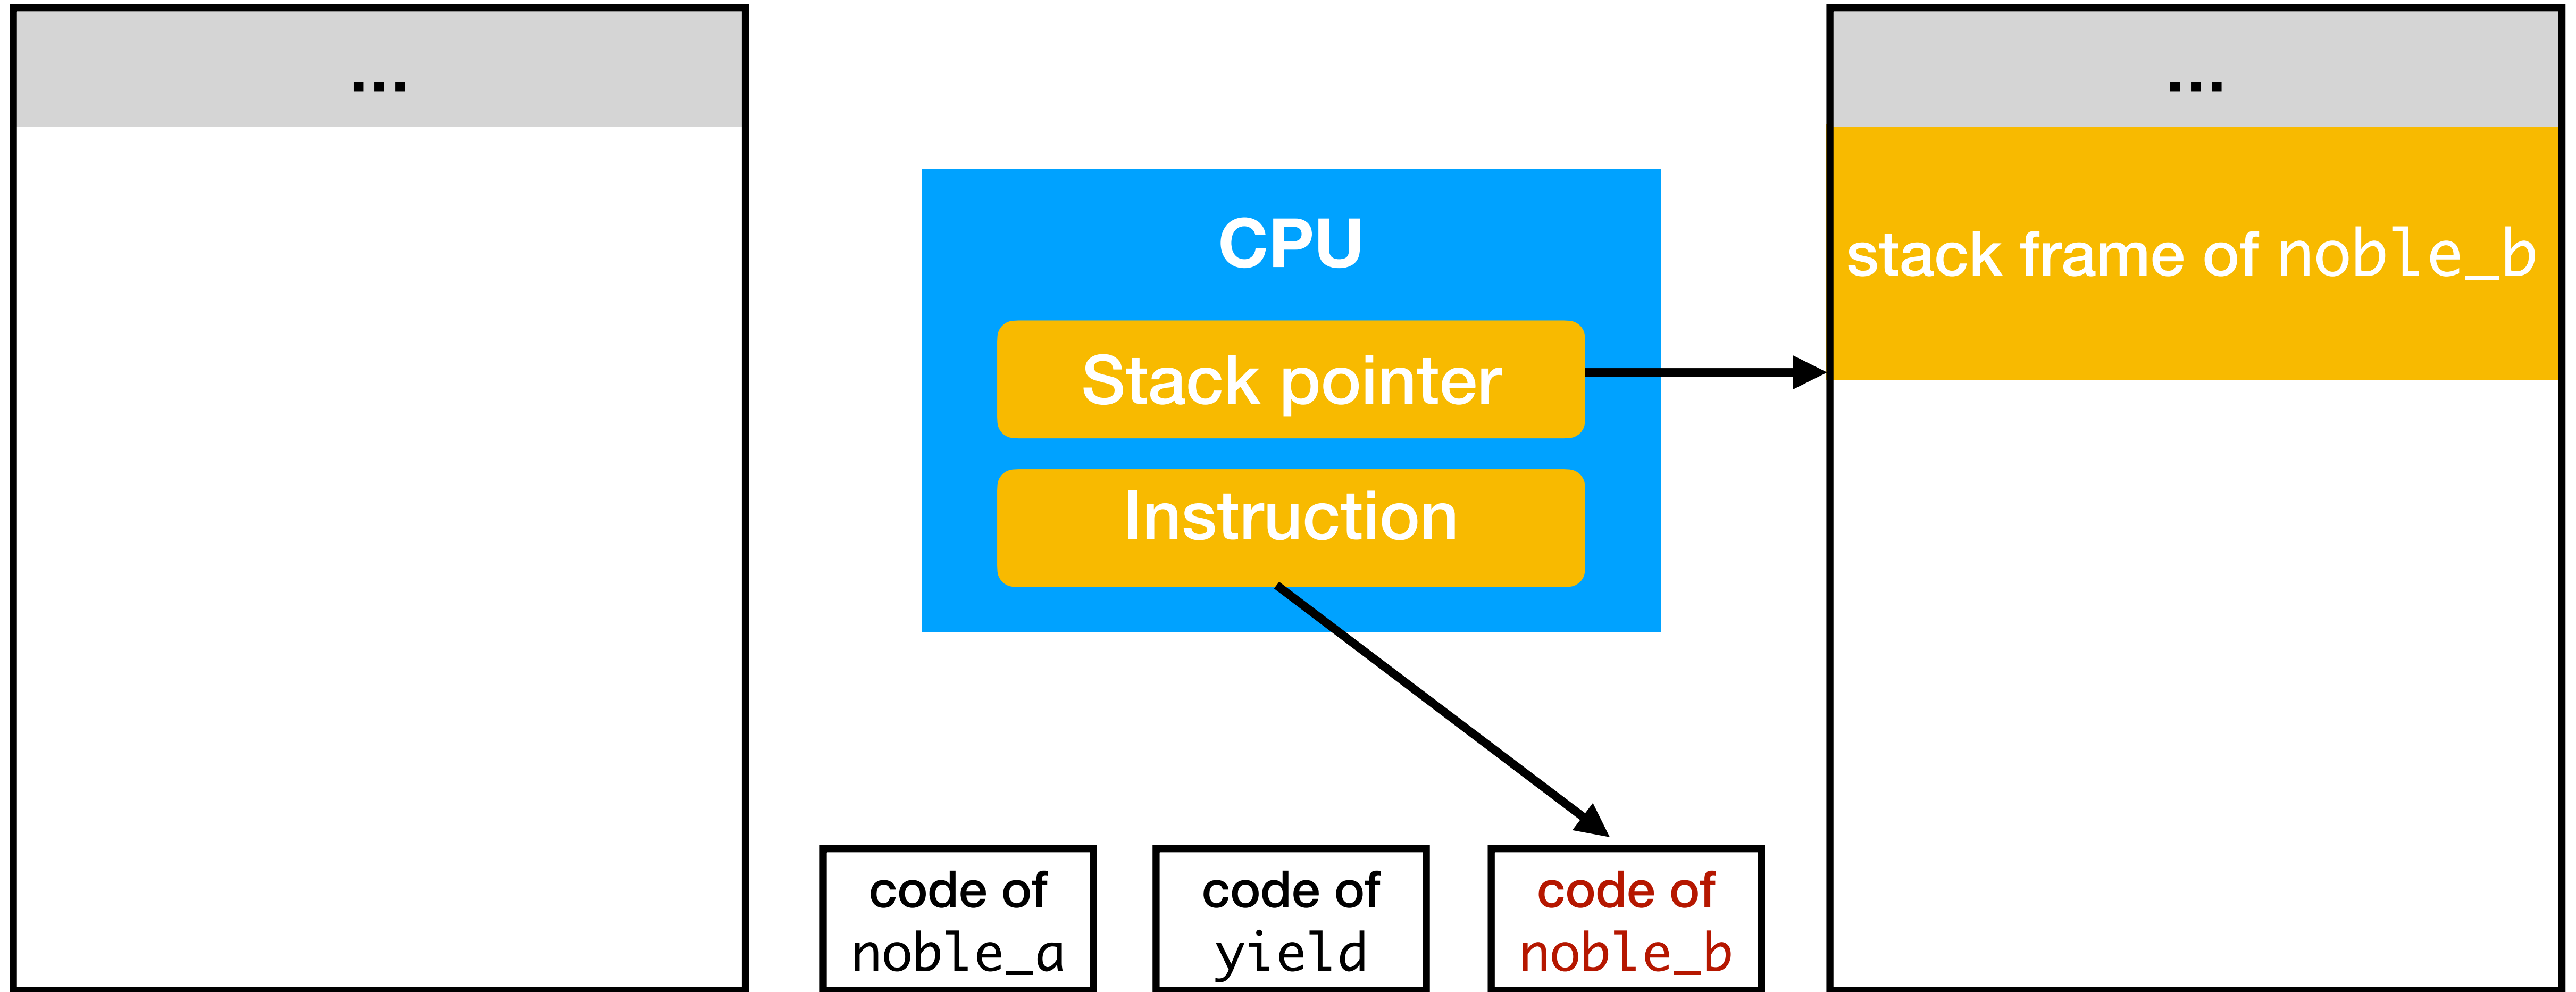 ...
CPU
Stack pointer
Instruction
...
stack frame of noble_b
code of
noble_a
code of
yield
code of
noble_b